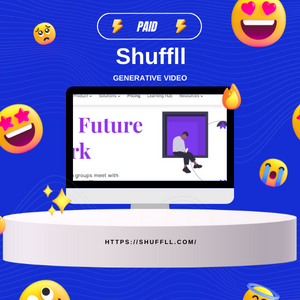 PAID
Shuffll
GENERATIVE VIDEO
Solutions Pricing Learning Hub Resources
Future
rk
groups meet with
HTTPS://SHUFFLL.COM/